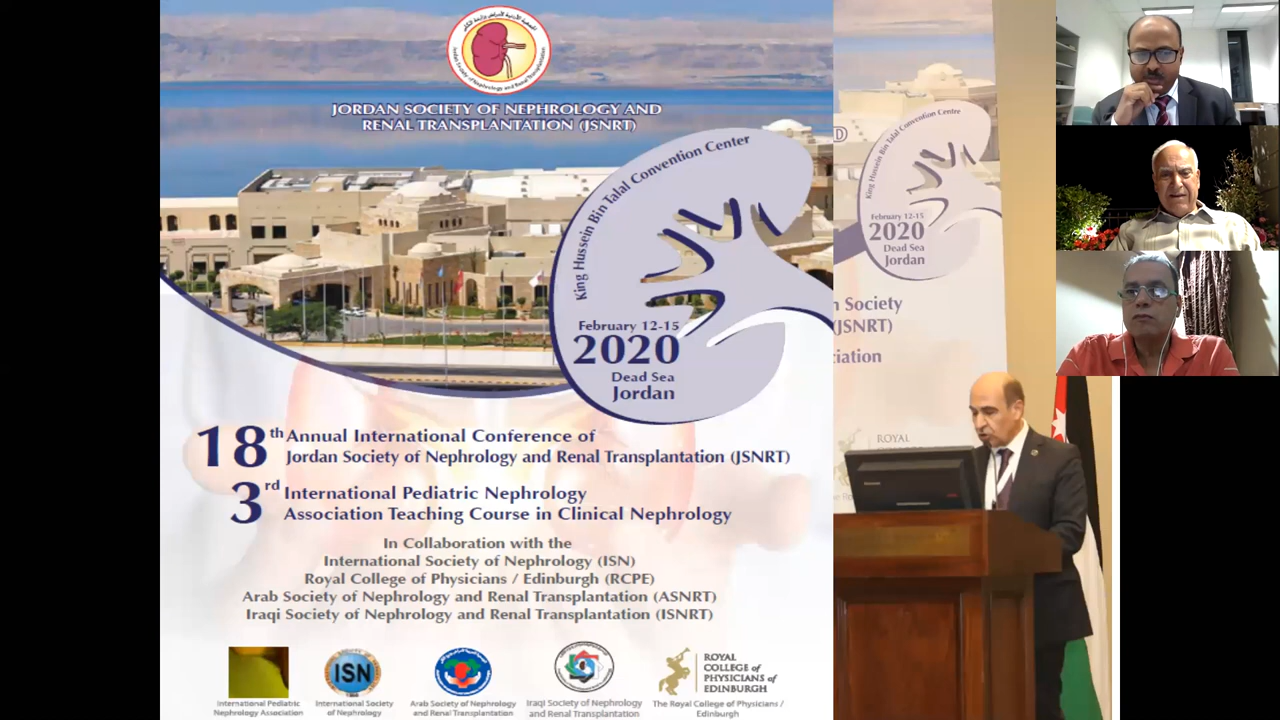 JORDAN SOCIETY OF NEPHROLOGY AND
RENAL TRANSPLANTATION (JSNRT)
King Hussein Bin Talal Convention Center
February 12-15
2020
Dead Sea
Jordan
18th Annual International Conference of
Jordan Society of Nephrology and Renal Transplantation (JSNRT)
3rd International Pediatric Nephrology
Association Teaching Course in Clinical Nephrology
In Collaboration with the
International Society of Nephrology (ISN)
Royal College of Physicians / Edinburgh (RCPE)
Arab Society of Nephrology and Renal Transplantation (ASNRT)
Iraqi Society of Nephrology and Renal Transplantation (ISNRT)
ISN
ROYAL
COLLEGE of
PHYSICIANS of
EDINBURGH
International Pediatric
Nephrology Association
International Society
of Nephrology
Arab Society of Nephrology
and Renal Transplantation
Iraqi Society of Nephrology
and Renal Transplantation
The Royal College of Physicians /
Edinburgh
King Hussein Bin Talal Convention Centre
February 12-15
2020
Dead Sea
Jordan
Society
(JSNRT)
ROYAL